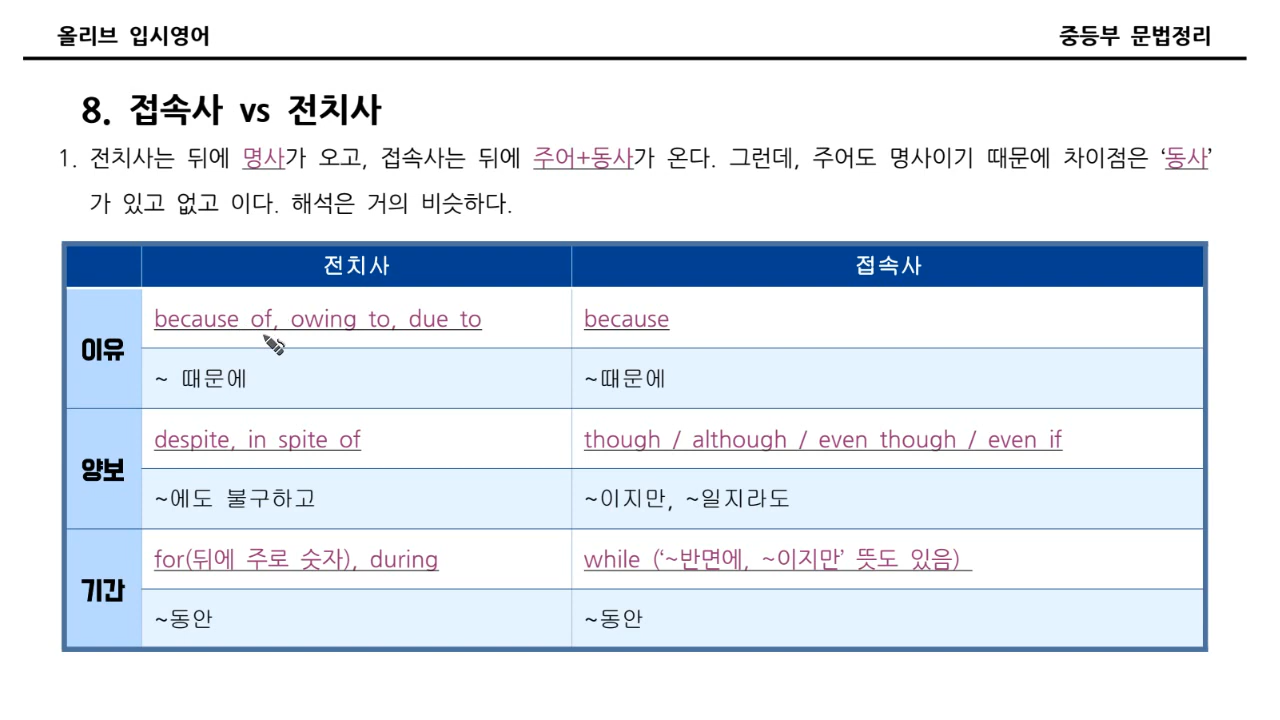 올리브 입시영어
중등부 문법정리
8. 접속사 vs 전치사
1. 전치사는 뒤에 명사가 오고, 접속사는 뒤에 주어+동사가 온다. 그런데, 주어도 명사이기 때문에 차이점은 ‘동사’
가 있고 없고 이다. 해석은 거의 비슷하다.
전치사 접속사
이유
because of, owing to, due to because
~ 때문에 ~때문에
양보
despite, in spite of though / although / even though / even if
~에도 불구하고 ~이지만, ~일지라도
기간
for(뒤에 주로 숫자), during while (‘~반면에, ~이지만’ 뜻도 있음)
~동안 ~동안